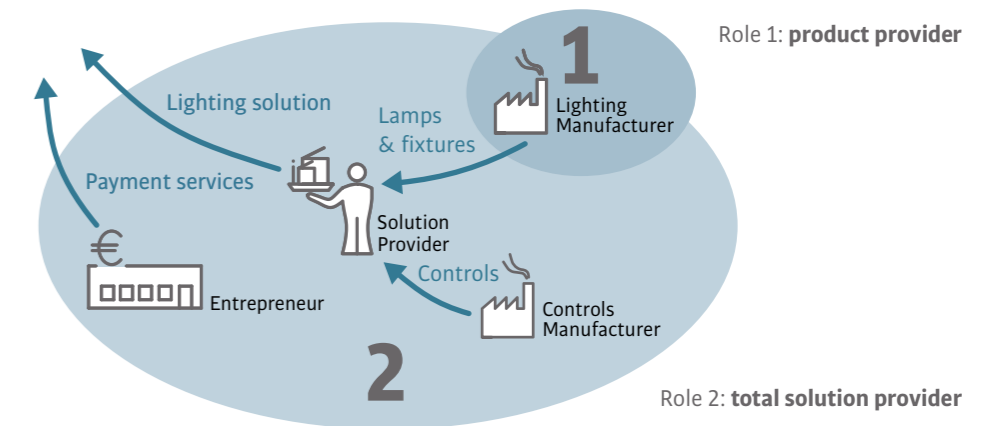 Role 1: product provider
1
Lighting
Manufacturer
Lighting solution
Lamps
& fixtures
Payment services
Solution
Provider
€
Entrepreneur
Controls
Controls
Manufacturer
2
Role 2: total solution provider